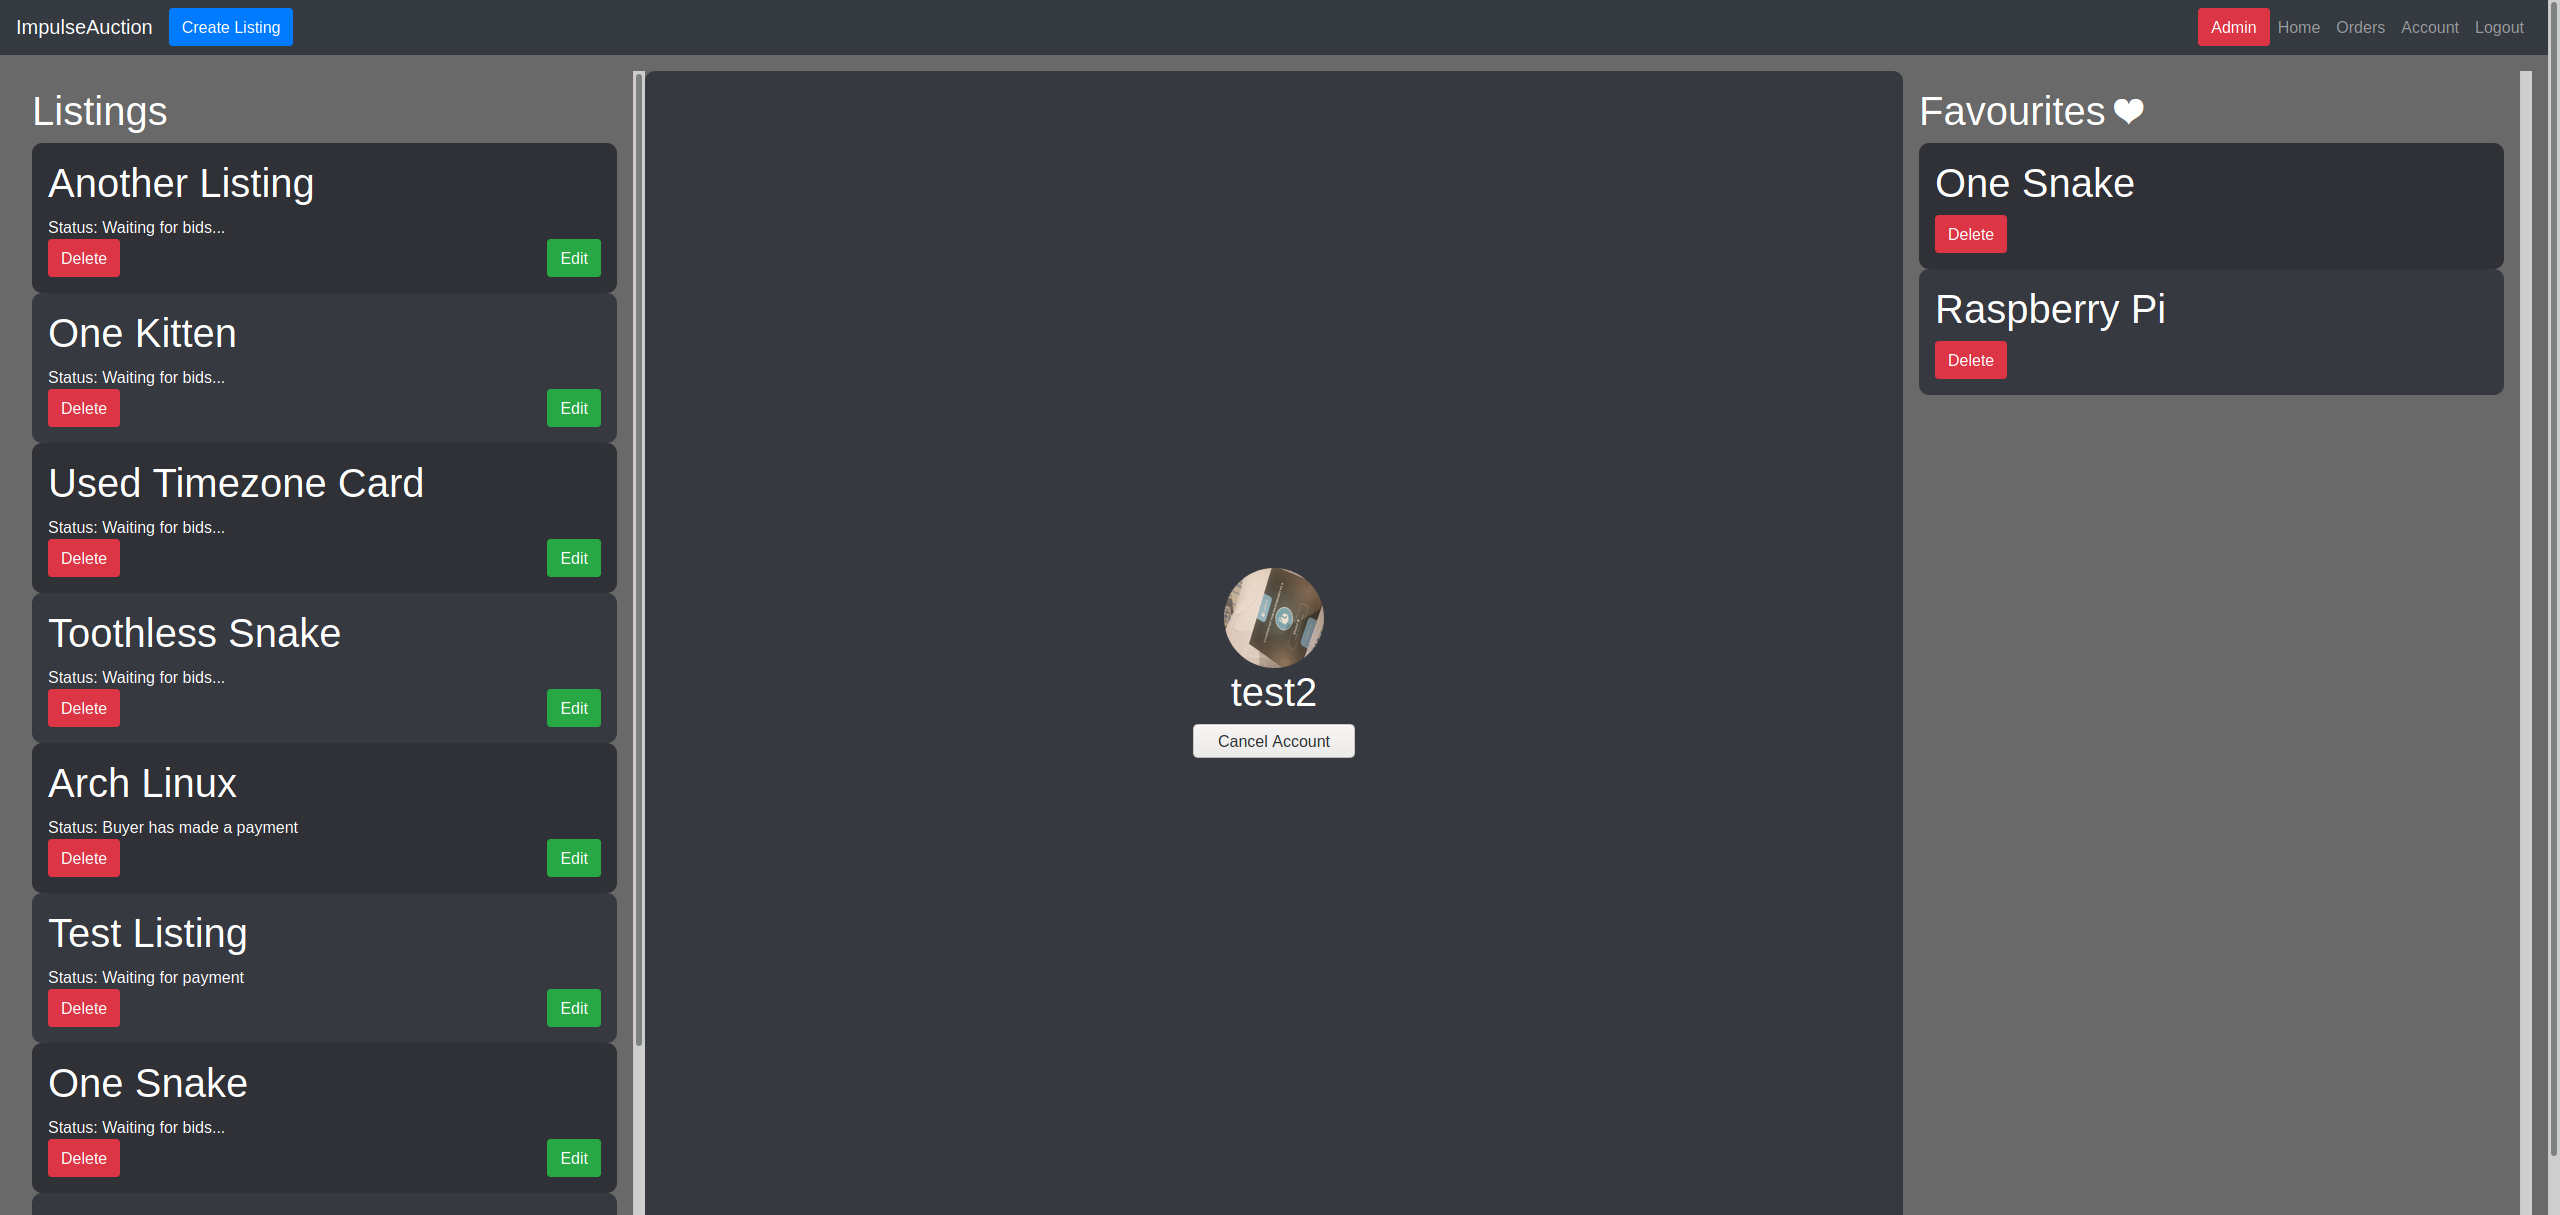 ImpulseAuction Create Listing Admin Home Orders Account Logout
Listings
Another Listing
Status: Waiting for bids...
Delete Edit
One Kitten
Status: Waiting for bids...
Delete Edit
Used Timezone Card
Status: Waiting for bids...
Delete Edit
Toothless Snake
Status: Waiting for bids...
Delete Edit
Arch Linux
Status: Buyer has made a payment
Delete Edit
Test Listing
Status: Waiting for payment
Delete Edit
One Snake
Status: Waiting for bids...
Delete Edit
test2
Cancel Account
Favourites
One Snake
Delete
Raspberry Pi
Delete